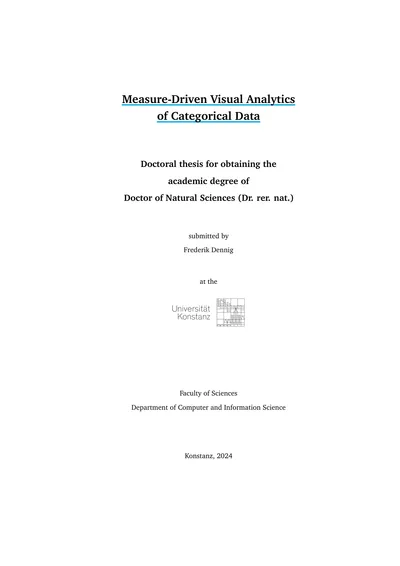 Measure-Driven Visual Analytics
of Categorical Data
Doctoral thesis for obtaining the
academic degree of
Doctor of Natural Sciences (Dr. rer. nat.)
submitted by
Frederik Dennig
at the
Universität
Konstanz
Faculty of Sciences
Department of Computer and Information Science
Konstanz, 2024